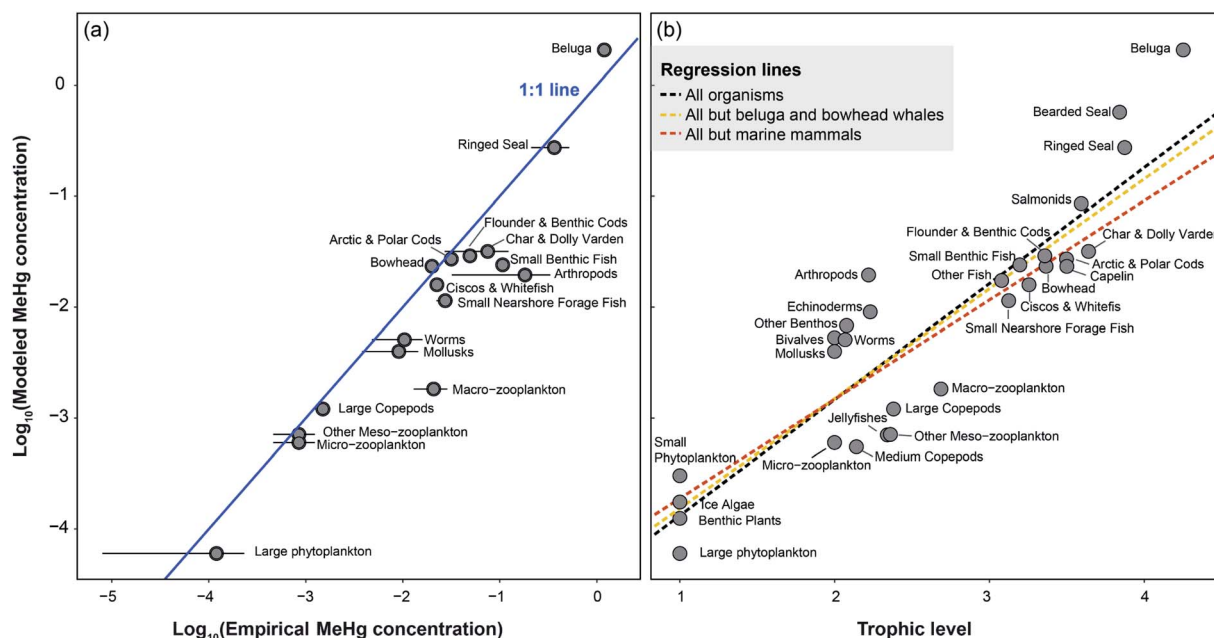 (a)
Beluga
1:1 line
Ringed Seal
Flounder & Benthic Cods
Arctic & Polar Cods
Char & Dolly Varden
Bowhead
Small Benthic Fish
Arthropods
Ciscos & Whitefish
Small Nearshore Forage Fish
Worms
Mollusks
Macro-zooplankton
Large Copepods
Other Meso-zooplankton
Micro-zooplankton
Large phytoplankton
0
−1
−2
−3
−4
Log10(Modeled MeHg concentration)
−5 −4 −3 −2 −1 0
Log10(Empirical MeHg concentration)
(b)
Regression lines
All organisms
All but beluga and bowhead whales
All but marine mammals
Beluga
Bearded Seal
Ringed Seal
Salmonids
Flounder & Benthic Cods
Char & Dolly Varden
Small Benthic Fish
Arctic & Polar Cods
Other Fish
Capelin
Bowhead
Ciscos & Whitefis
Small Nearshore Forage Fish
Arthropods
Echinoderms
Other Benthos
Bivalves
Worms
Mollusks
Macro-zooplankton
Large Copepods
Jellyfishes
Other Meso-zooplankton
Medium Copepods
Micro-zooplankton
Small
Phytoplankton
Ice Algae
Benthic Plants
Large phytoplankton
1 2 3 4
Trophic level